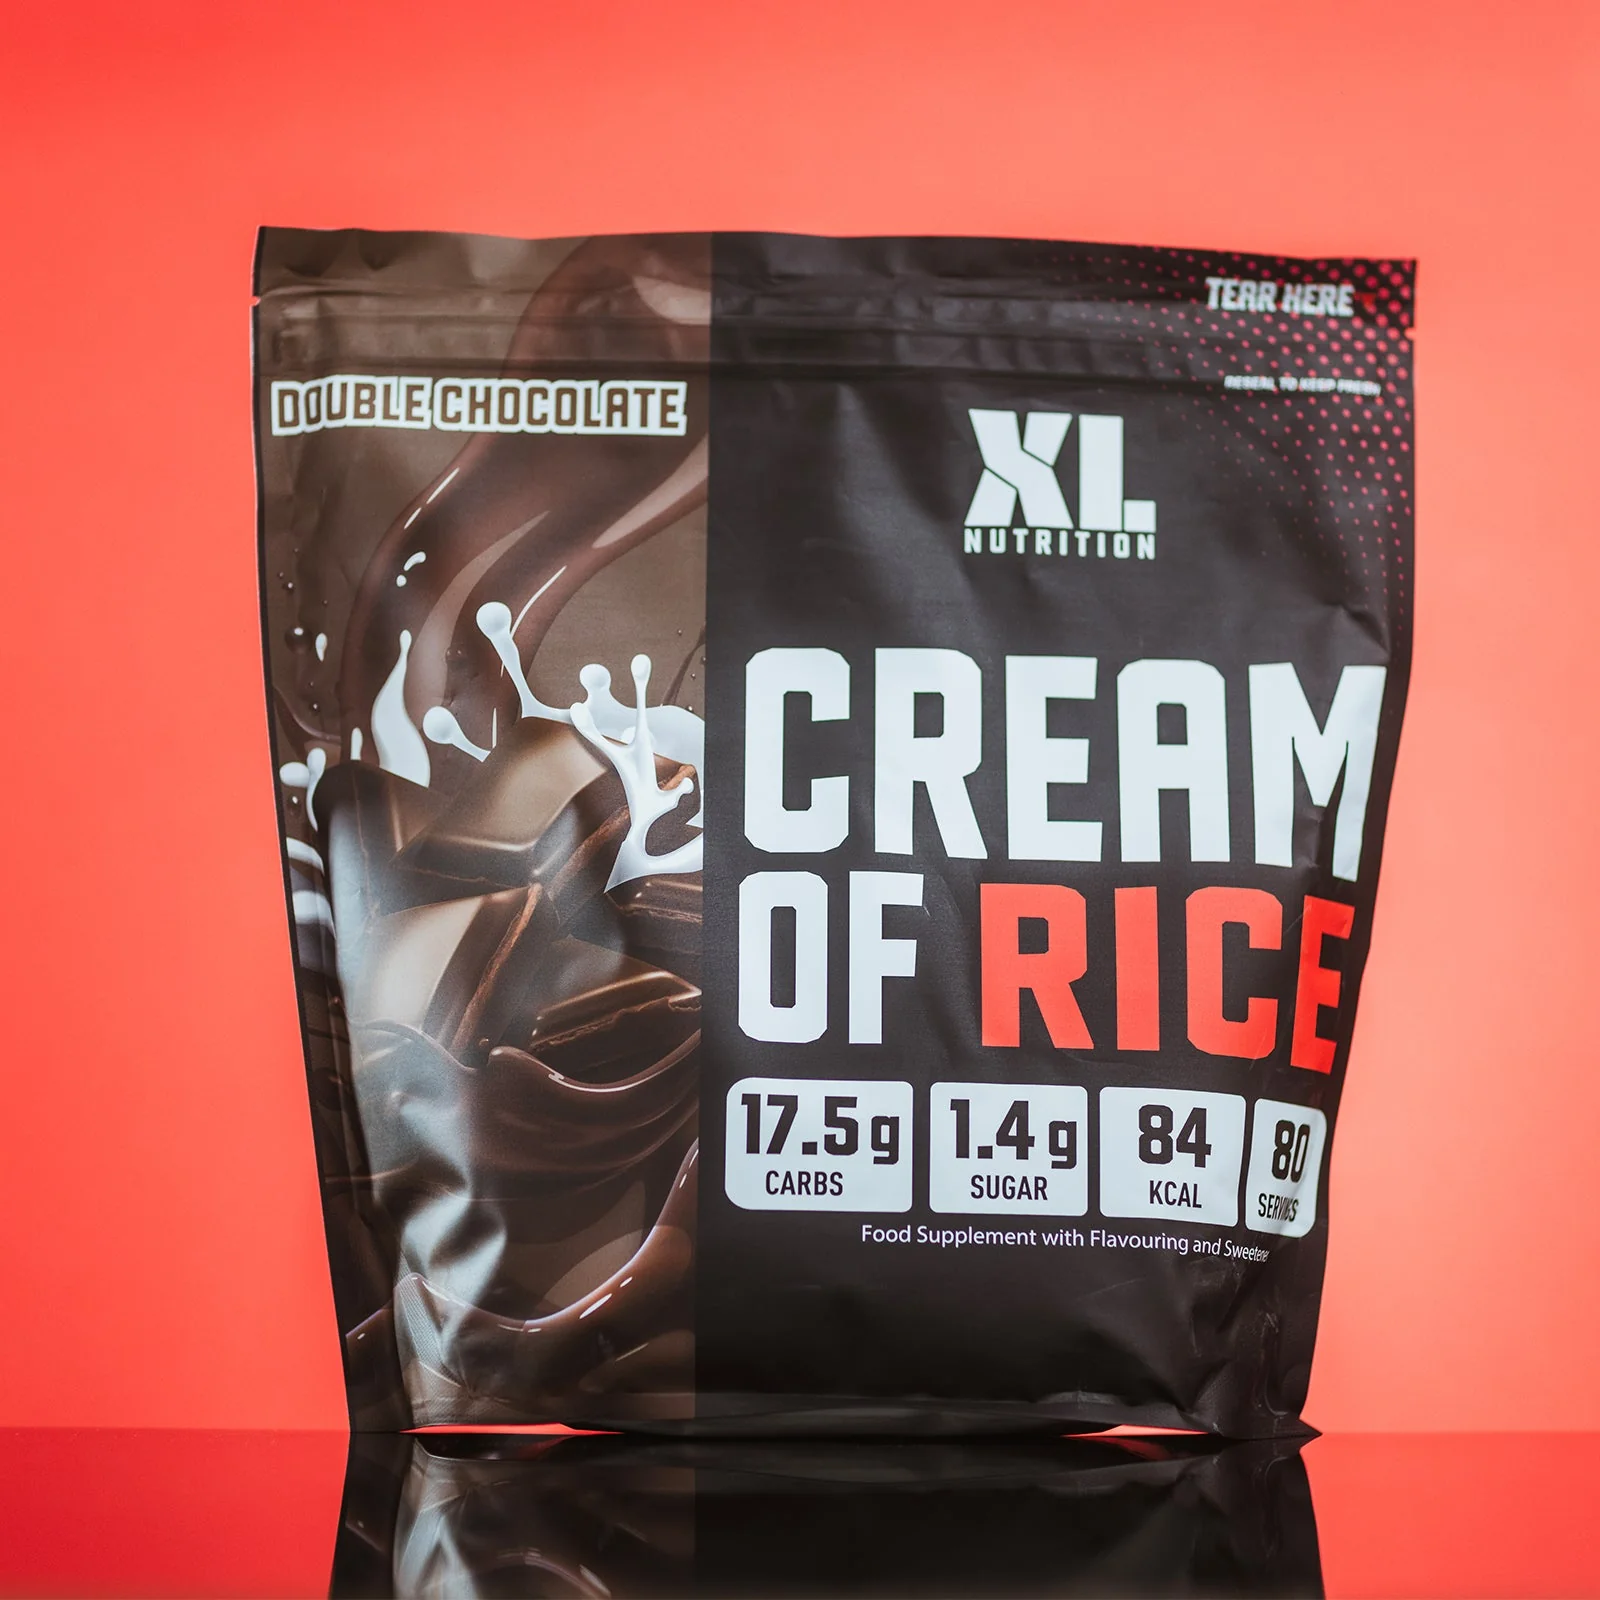 TEAR HERE
RESEAL TO KEEP FRESH
DOUBLE CHOCOLATE
XL
NUTRITION
CREAM
OF RICE
17.5g
CARBS
1.4g
SUGAR
84
KCAL
80
SERVINGS
Food Supplement with Flavouring and Sweetener